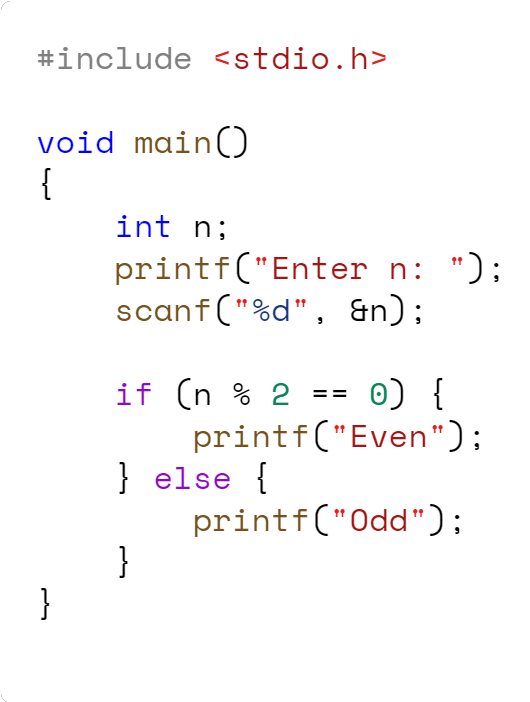 #include <stdio.h>
void main()
{
    int n;
    printf("Enter n: ");
    scanf("%d", &n);
    if (n % 2 == 0) {
        printf("Even");
    } else {
        printf("Odd");
    }
}